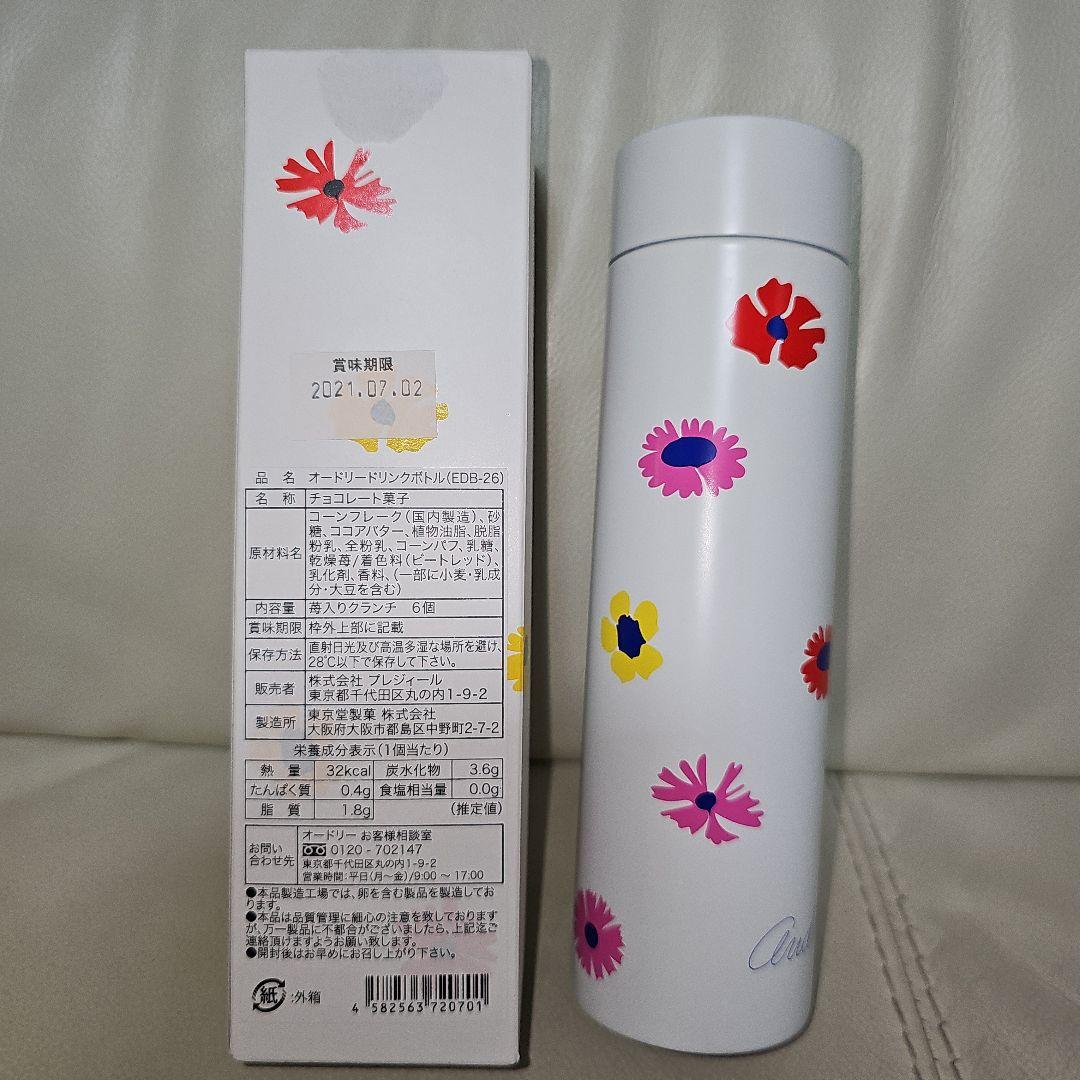 賞味期限
2021.07.02
品名 オードリードリンクボトル(EDB-26)
名称 チョコレート菓子
原材料名 コーンフレーク(国内製造)、砂
糖、ココアバター、植物油脂、脱脂
粉乳、全粉乳、コーンパフ、乳糖、
乾燥苺/着色料(ビートレッド)、
乳化剤、香料、(一部に小麦・乳成
分・大豆を含む)
内容量 苺入りクランチ 6個
賞味期限 枠外上部に記載
保存方法 直射日光及び高温多湿な場所を避け、
28℃以下で保存して下さい。
販売者 株式会社 プレジィール
東京都千代田区丸の内1-9-2
製造所 東京堂製菓 株式会社
大阪府大阪市都島区中野町2-7-2
栄養成分表示(1個当たり)
熱量 32kcal 炭水化物 3.6g
たんぱく質 0.4g 食塩相当量 0.0g
脂質 1.8g (推定値)
お問い合わせ先 オードリー お客様相談室
0120-702147
東京都千代田区丸の内1-9-2
営業時間:平日(月~金)/9:00~17:00
●本品製造工場では、卵を含む製品を製造してお
ります。
●本品は品質管理に細心の注意を致しております
が、万一製品に不都合がございましたら、上記迄ご
連絡頂けますようお願い致します。
●開封後はお早めにお召し上がり下さい。
紙:外箱
4 582563 720701